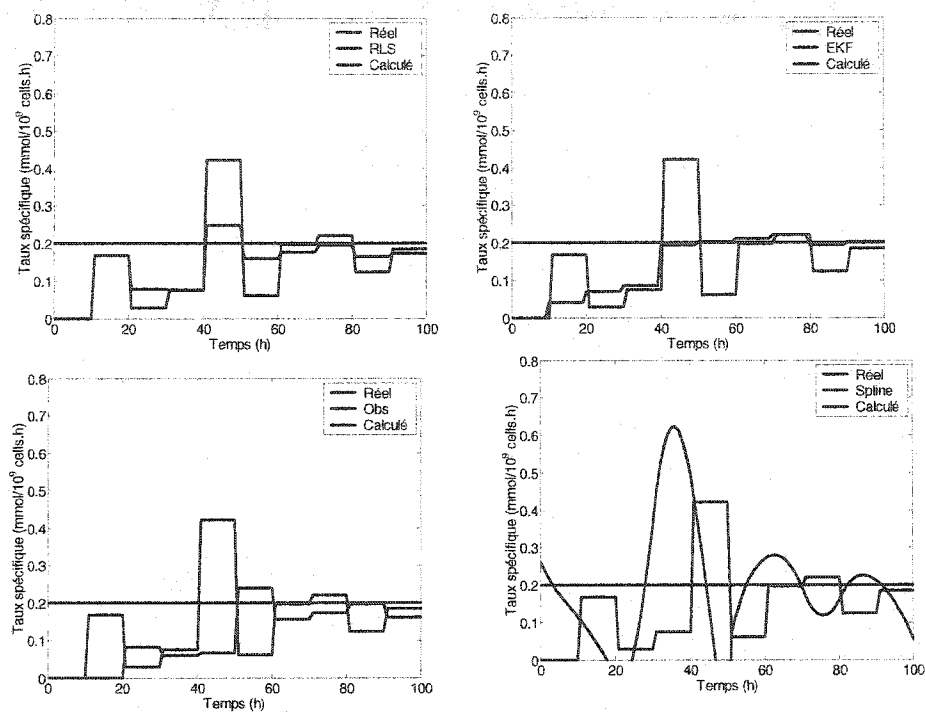 0.8
0.7
0.6
0.5
0.4
0.3
0.2
0.1
0
Taux spécifique (mmol/10⁹ cells.h)
Réel
RLS
Calculé
0 20 40 60 80 100
Temps (h)
0.8
0.7
0.6
0.5
0.4
0.3
0.2
0.1
0
Taux spécifique (mmol/10⁹ cells.h)
Réel
EKF
Calculé
0 20 40 60 80 100
Temps (h)
0.8
0.7
0.6
0.5
0.4
0.3
0.2
0.1
0
Taux spécifique (mmol/10⁹ cells.h)
Réel
Obs
Calculé
0 20 40 60 80 100
Temps (h)
0.8
0.7
0.6
0.5
0.4
0.3
0.2
0.1
0
Taux spécifique (mmol/10⁹ cells.h)
Réel
Spline
Calculé
0 20 40 60 80 100
Temps (h)